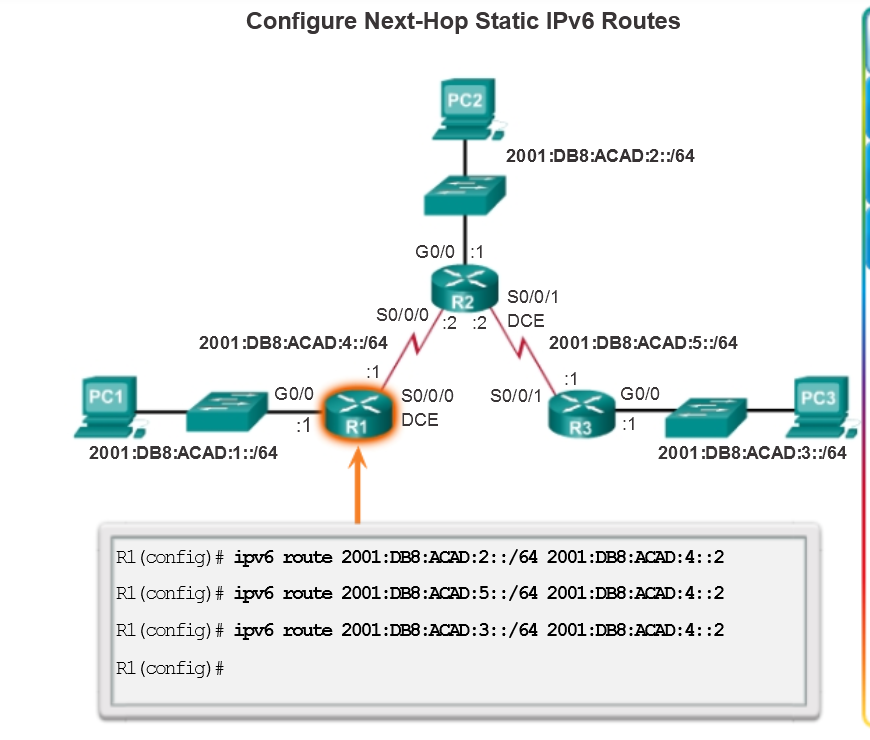 Configure Next-Hop Static IPv6 Routes
PC2
2001:DB8:ACAD:2::/64
G0/0 :1
R2
S0/0/1
S0/0/0 :2 :2 DCE
2001:DB8:ACAD:4::/64
2001:DB8:ACAD:5::/64
:1
:1
PC1
G0/0
S0/0/0
S0/0/1
G0/0
PC3
:1
R1
DCE
R3
:1
2001:DB8:ACAD:1::/64
2001:DB8:ACAD:3::/64
R1(config)# ipv6 route 2001:DB8:ACAD:2::/64 2001:DB8:ACAD:4::2
R1(config)# ipv6 route 2001:DB8:ACAD:5::/64 2001:DB8:ACAD:4::2
R1(config)# ipv6 route 2001:DB8:ACAD:3::/64 2001:DB8:ACAD:4::2
R1(config)#